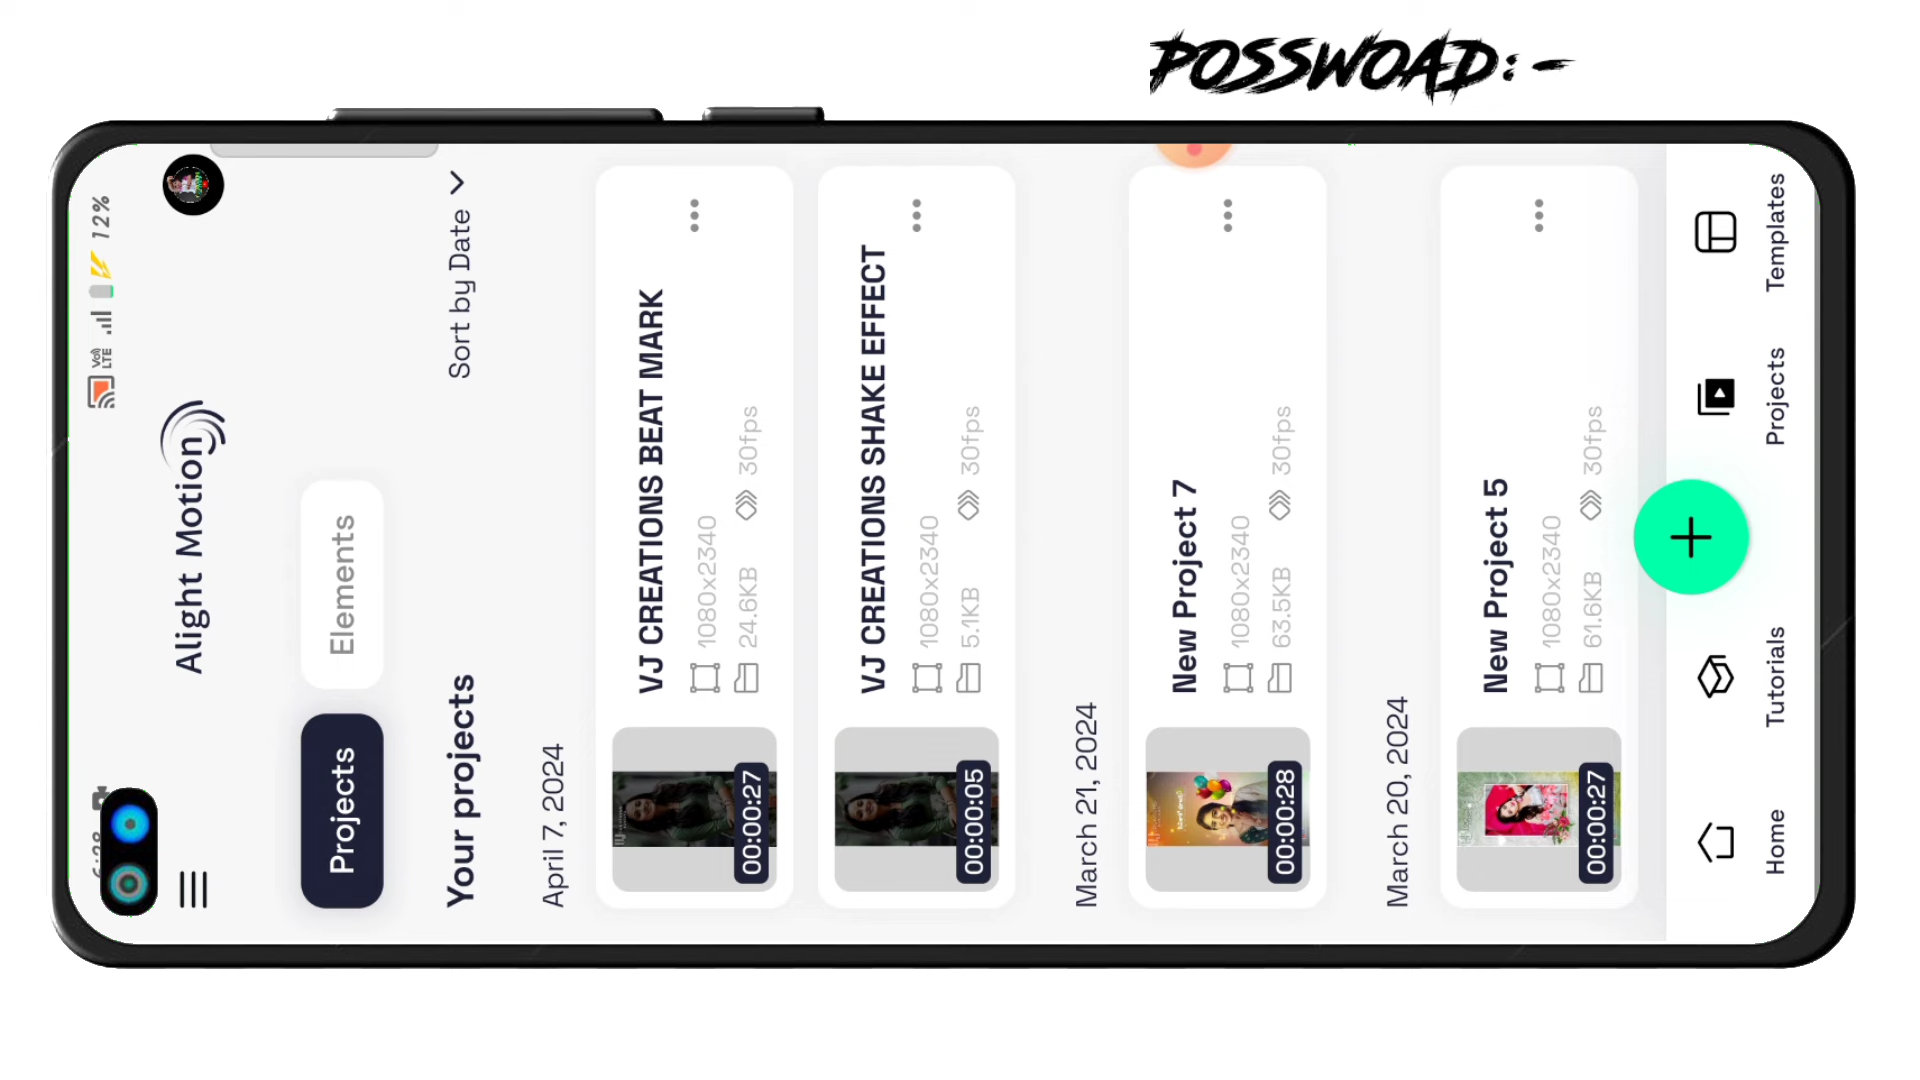 POSSWOAD:-
12%
Vo) LTE
Alight Motion
Projects
Elements
Your projects
Sort by Date
April 7, 2024
VJ CREATIONS BEAT MARK
1080x2340
24.6KB 30fps
00:00:27
VJ CREATIONS SHAKE EFFECT
1080x2340
5.1KB 30fps
00:00:05
March 21, 2024
New Project 7
1080x2340
63.5KB 30fps
00:00:28
March 20, 2024
New Project 5
1080x2340
61.6KB 30fps
00:00:27
Home
Tutorials
Projects
Templates